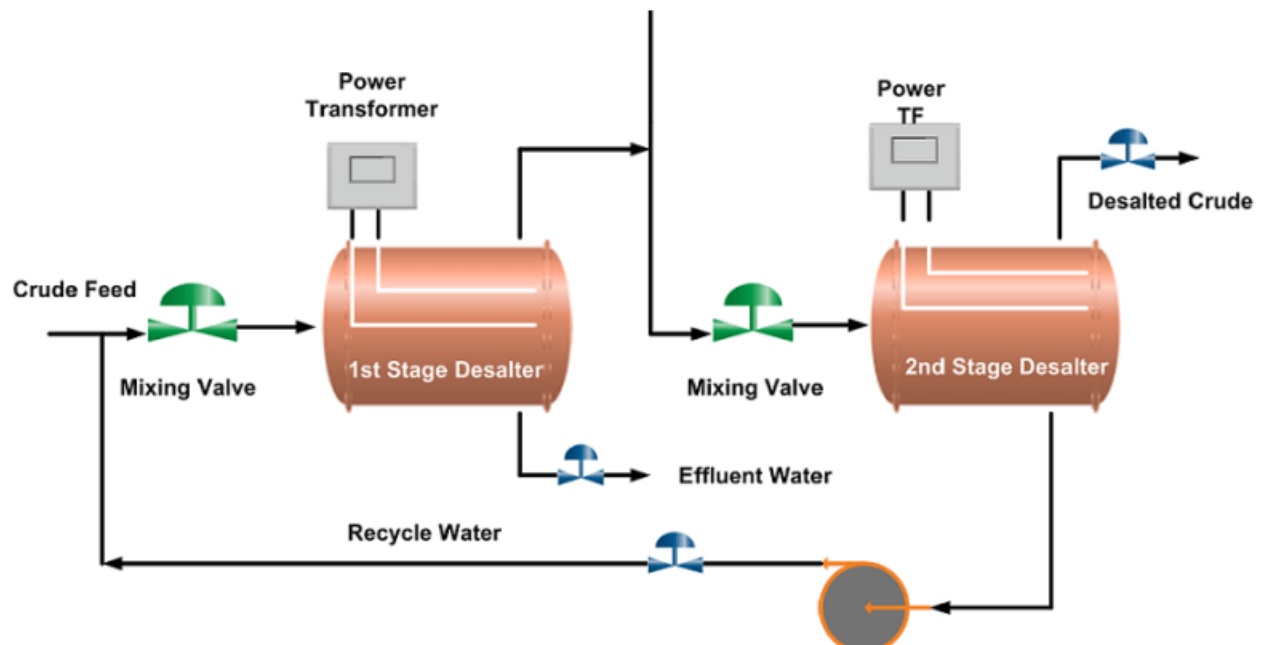 Power
Transformer
Power
TF
Desalted Crude
Crude Feed
Mixing Valve
1st Stage Desalter
Mixing Valve
2nd Stage Desalter
Effluent Water
Recycle Water